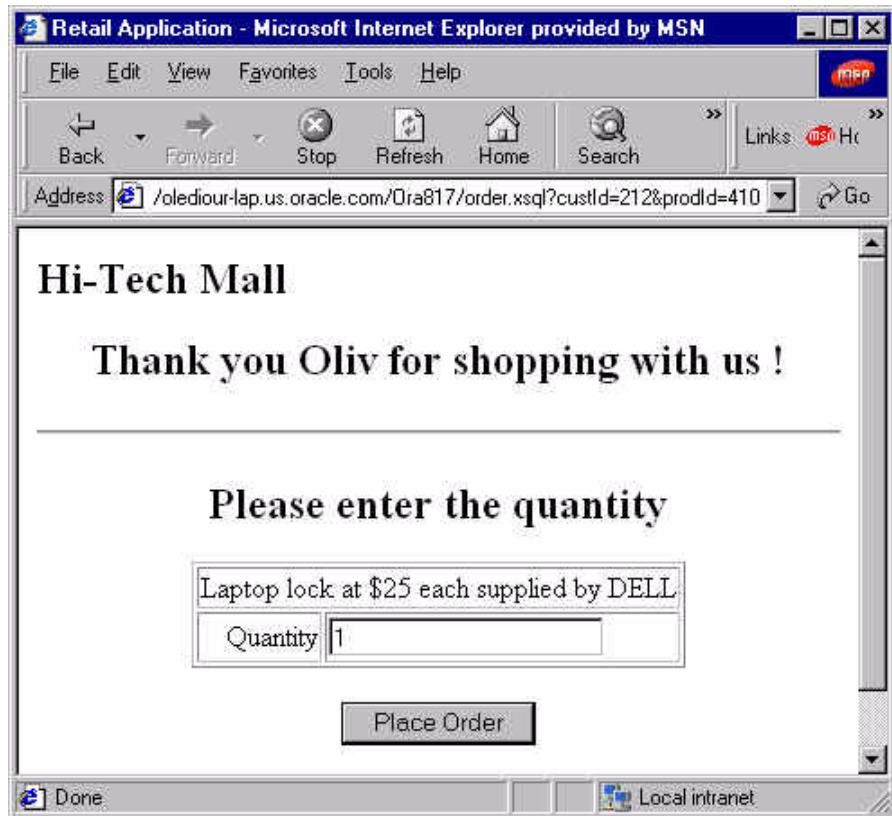 Retail Application - Microsoft Internet Explorer provided by MSN
File Edit View Favorites Tools Help
msn
Back Forward Stop Refresh Home Search » Links msn »
Address /olediour-lap.us.oracle.com/Ora817/order.xsql?custId=212&prodId=410 Go
Hi-Tech Mall
Thank you Oliv for shopping with us !
Please enter the quantity
Laptop lock at $25 each supplied by DELL
Quantity 1
Place Order
Done Local intranet